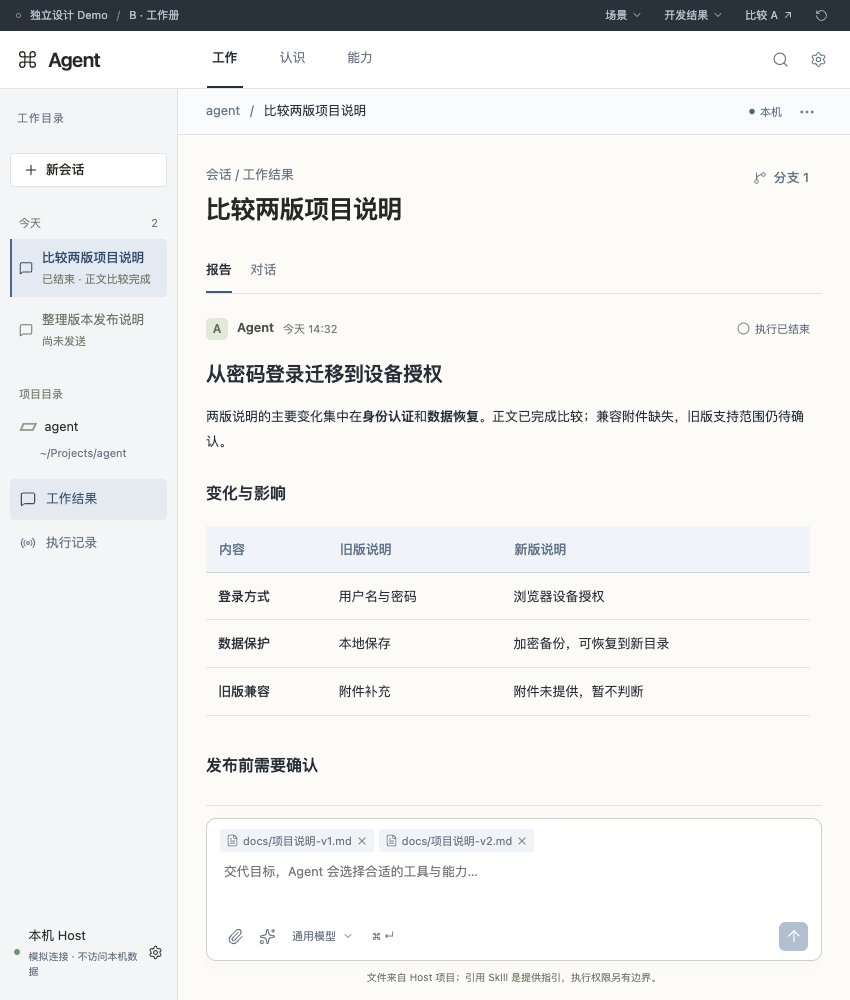 独立设计 Demo / B · 工作册
场景
开发结果
比较 A ↗
Agent
工作
认识
能力
工作目录
+ 新会话
今天
2
比较两版项目说明
已结束 · 正文比较完成
整理版本发布说明
尚未发送
项目目录
agent
~/Projects/agent
工作结果
执行记录
本机 Host
模拟连接 · 不访问本机数
据
agent / 比较两版项目说明
本机
会话 / 工作结果
分支 1
比较两版项目说明
报告
对话
A
Agent
今天 14:32
执行已结束
从密码登录迁移到设备授权
两版说明的主要变化集中在身份认证和数据恢复。正文已完成比较；兼容附件缺失，旧版支持范围仍待确
认。
变化与影响
内容 旧版说明 新版说明
登录方式 用户名与密码 浏览器设备授权
数据保护 本地保存 加密备份，可恢复到新目录
旧版兼容 附件补充 附件未提供，暂不判断
发布前需要确认
docs/项目说明-v1.md ×
docs/项目说明-v2.md ×
交代目标，Agent 会选择合适的工具与能力...
通用模型
⌘ ↵
文件来自 Host 项目；引用 Skill 是提供指引，执行权限另有边界。